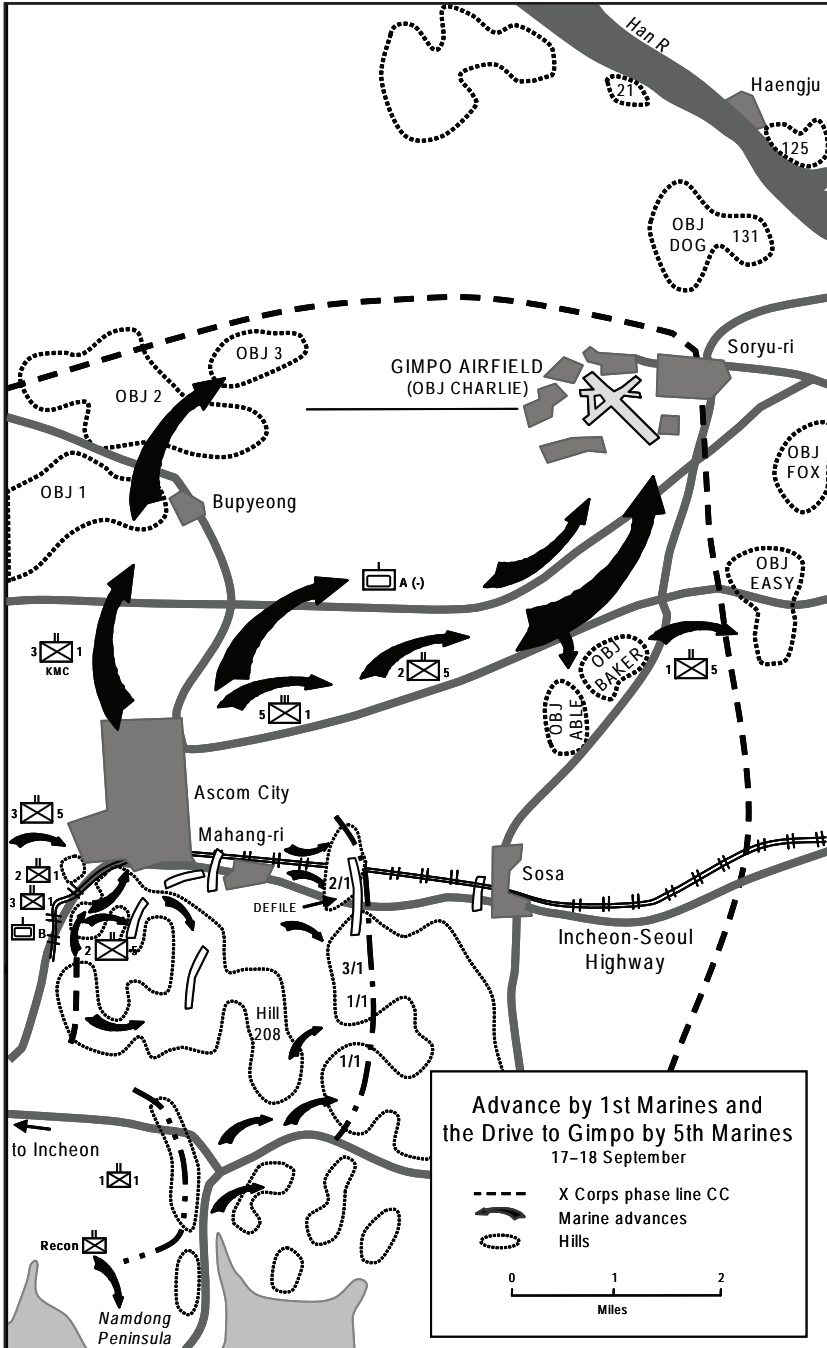 Han R
Haengju
21
125
OBJ
DOG
131
Soryu-ri
GIMPO AIRFIELD
(OBJ CHARLIE)
OBJ 3
OBJ 2
OBJ 1
Bupyeong
OBJ
FOX
OBJ
EASY
A (-)
3 1
KMC
2 5
1 5
OBJ
BAKER
OBJ
ABLE
5 1
Ascom City
3 5
Mahang-ri
2 1
3 1
B
2 5
2/1
DEFILE
Sosa
Incheon-Seoul
Highway
3/1
1/1
Hill
208
1/1
to Incheon
1 1
Recon
Namdong
Peninsula
Advance by 1st Marines and
the Drive to Gimpo by 5th Marines
17–18 September
X Corps phase line CC
Marine advances
Hills
0 1 2
Miles